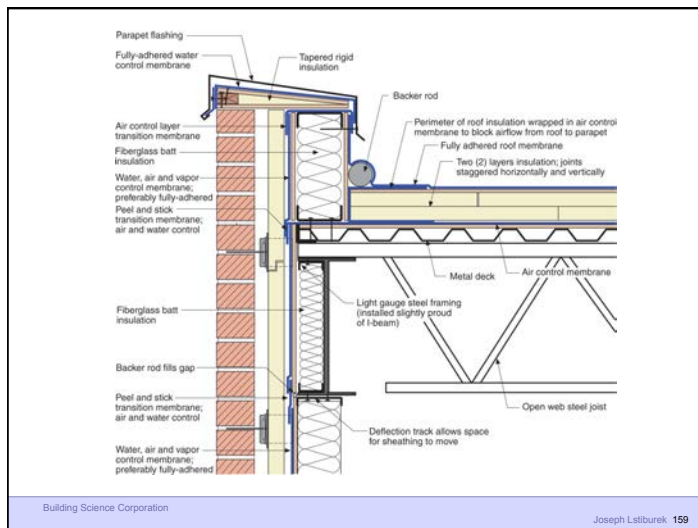 Parapet flashing
Fully-adhered water
control membrane
Tapered rigid
insulation
Backer rod
Air control layer
transition membrane
Perimeter of roof insulation wrapped in air control
membrane to block airflow from roof to parapet
Fiberglass batt
insulation
Fully adhered roof membrane
Two (2) layers insulation; joints
staggered horizontally and vertically
Water, air and vapor
control membrane;
preferably fully-adhered
Peel and stick
transition membrane;
air and water control
Air control membrane
Metal deck
Fiberglass batt
insulation
Light gauge steel framing
(installed slightly proud
of I-beam)
Backer rod fills gap
Peel and stick
transition membrane;
air and water control
Open web steel joist
Deflection track allows space
for sheathing to move
Water, air and vapor
control membrane;
preferably fully-adhered
Building Science Corporation
Joseph Lstiburek 159